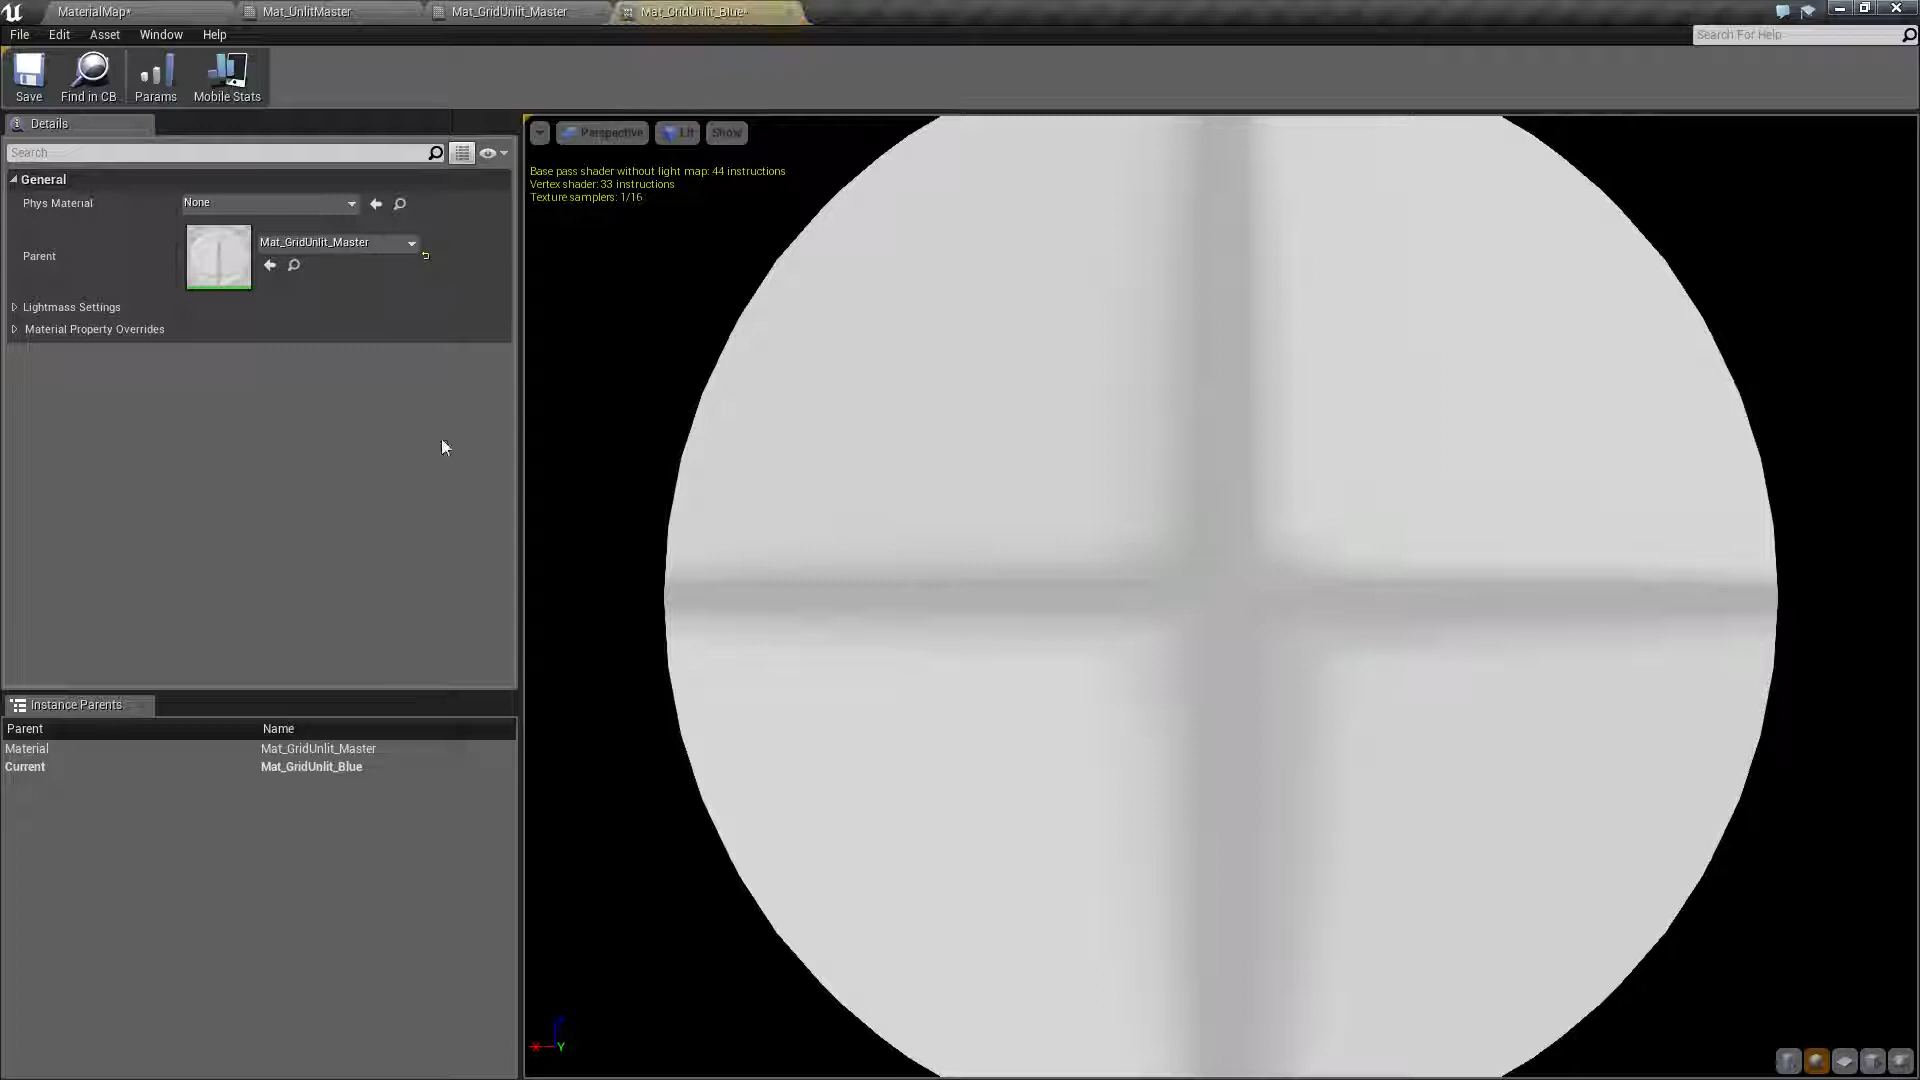 MaterialMap*
Mat_UnlitMaster
Mat_GridUnlit_Master
Mat_GridUnlit_Blue*
File
Edit
Asset
Window
Help
Search For Help
Save
Find in CB
Params
Mobile Stats
Details
Search
General
Phys Material
None
Parent
Mat_GridUnlit_Master
Lightmass Settings
Material Property Overrides
Perspective
Lit
Show
Base pass shader without light map: 44 instructions
Vertex shader: 33 instructions
Texture samplers: 1/16
Instance Parents
Parent Name
Material Mat_GridUnlit_Master
Current Mat_GridUnlit_Blue
X
Y